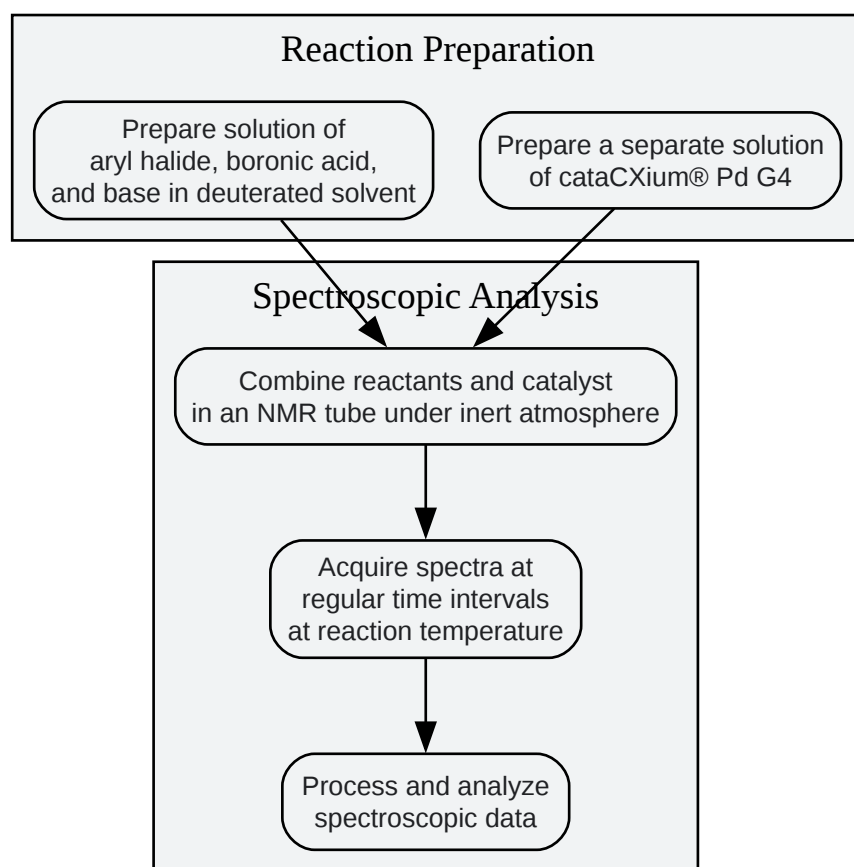 Reaction Preparation
Prepare solution of
aryl halide, boronic acid,
and base in deuterated solvent
Prepare a separate solution
of cataCXium® Pd G4
Spectroscopic Analysis
Combine reactants and catalyst
in an NMR tube under inert atmosphere
Acquire spectra at
regular time intervals
at reaction temperature
Process and analyze
spectroscopic data